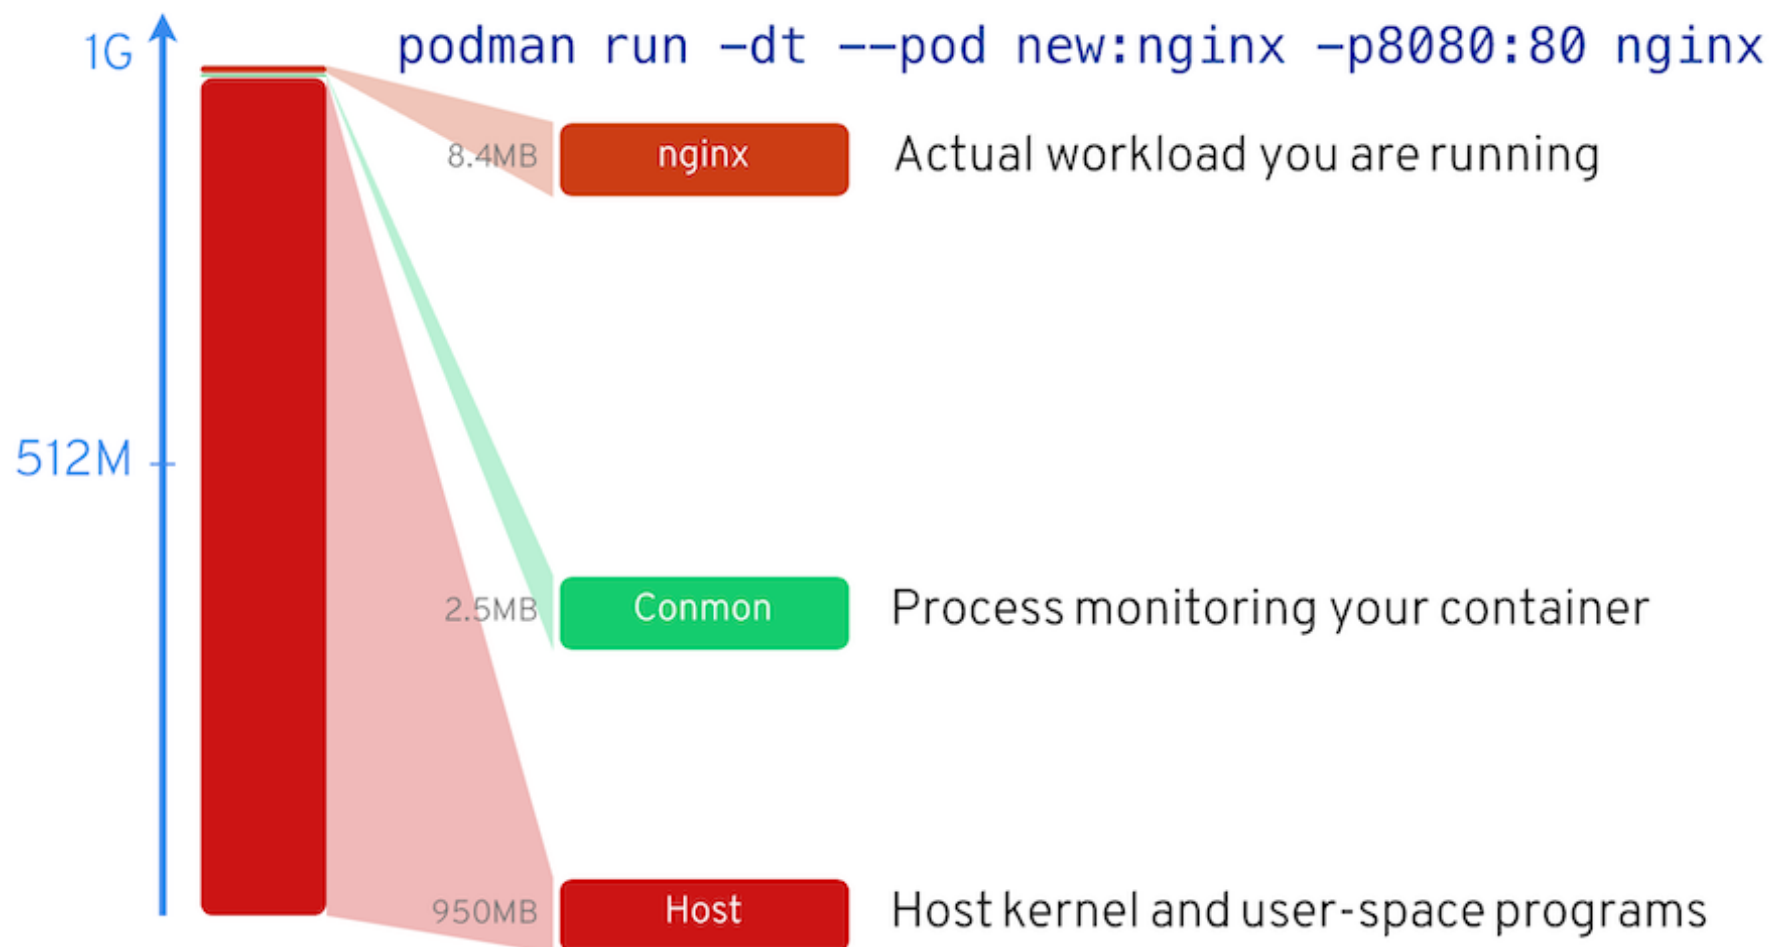 1G
podman run -dt --pod new:nginx -p8080:80 nginx
8.4MB nginx Actual workload you are running
512M
2.5MB Conmon Process monitoring your container
950MB Host Host kernel and user-space programs